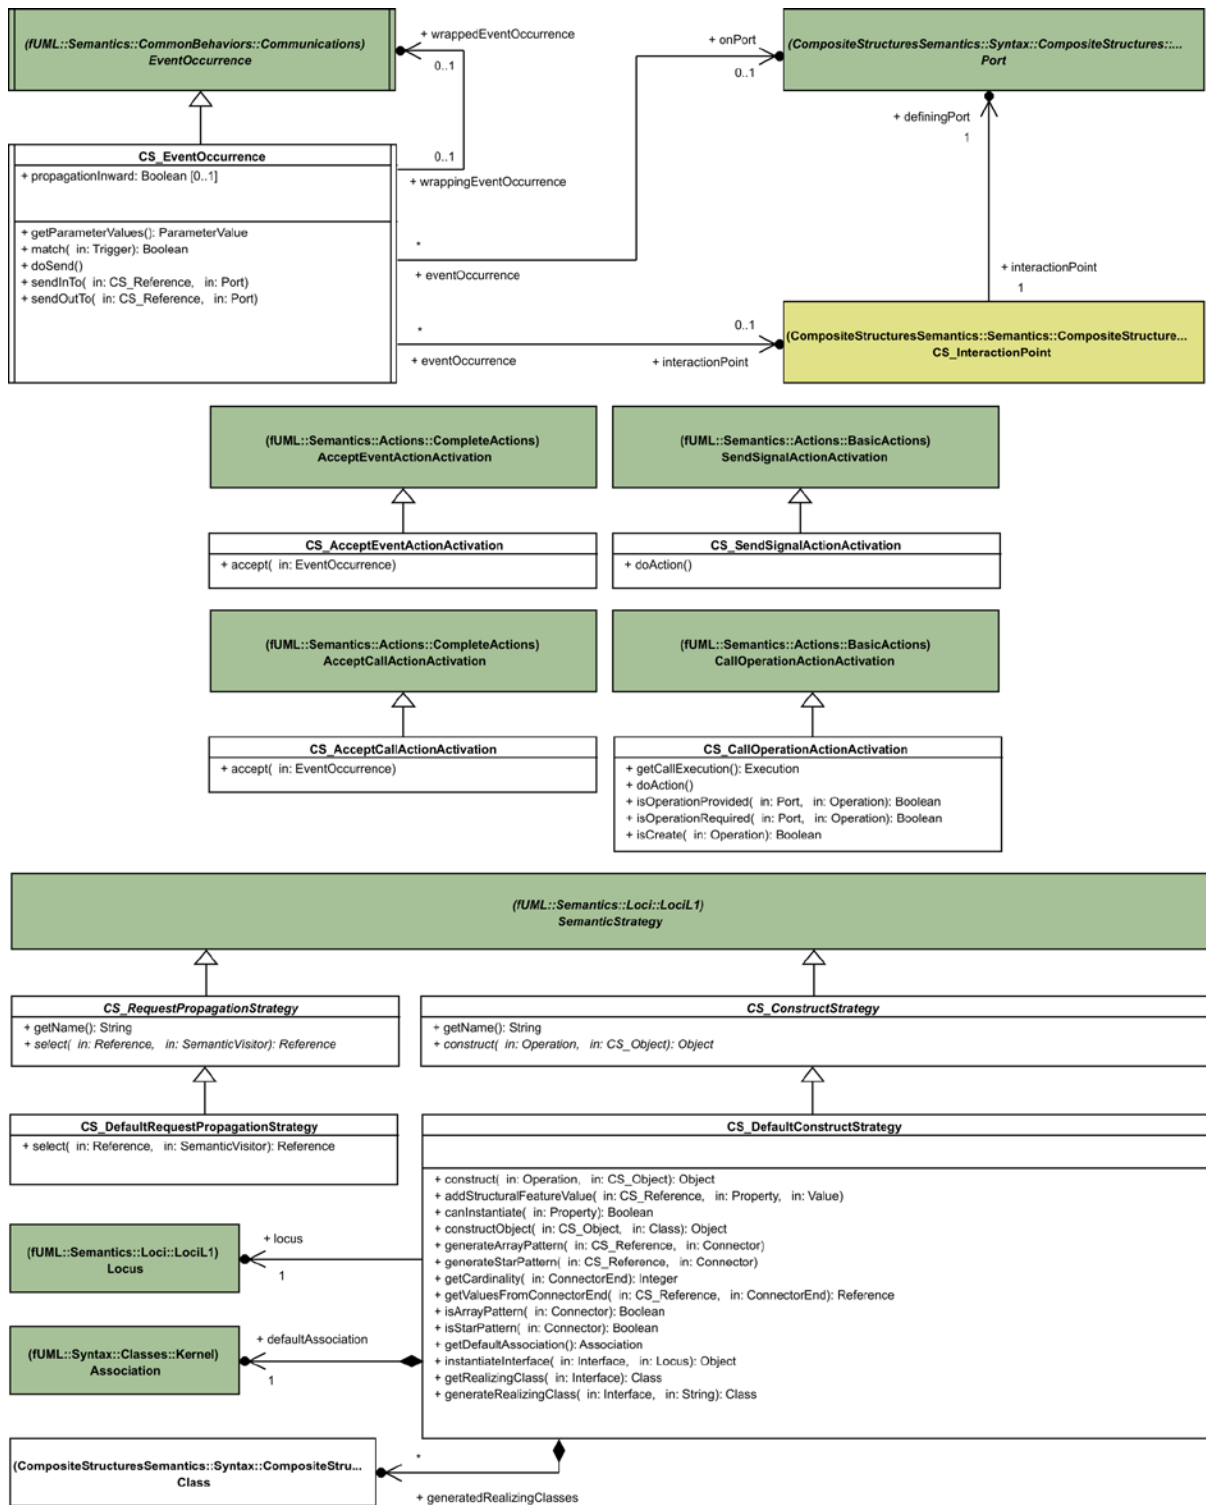 (fUML::Semantics::CommonBehaviors::Communications)
EventOccurrence
+ wrappedEventOccurrence
0..1
+ onPort
0..1
(CompositeStructuresSemantics::Syntax::CompositeStructures::...
Port
+ definingPort
1
CS_EventOccurrence
+ propagationInward: Boolean [0..1]
0..1
+ wrappingEventOccurrence
+ getParameterValues(): ParameterValue
+ match( in: Trigger): Boolean
+ doSend()
+ sendInTo( in: CS_Reference, in: Port)
+ sendOutTo( in: CS_Reference, in: Port)
*
+ eventOccurrence
+ interactionPoint
1
*
+ eventOccurrence
0..1
+ interactionPoint
(CompositeStructuresSemantics::Semantics::CompositeStructure...
CS_InteractionPoint
(fUML::Semantics::Actions::CompleteActions)
AcceptEventActionActivation
(fUML::Semantics::Actions::BasicActions)
SendSignalActionActivation
CS_AcceptEventActionActivation
+ accept( in: EventOccurrence)
CS_SendSignalActionActivation
+ doAction()
(fUML::Semantics::Actions::CompleteActions)
AcceptCallActionActivation
(fUML::Semantics::Actions::BasicActions)
CallOperationActionActivation
CS_AcceptCallActionActivation
+ accept( in: EventOccurrence)
CS_CallOperationActionActivation
+ getCallExecution(): Execution
+ doAction()
+ isOperationProvided( in: Port, in: Operation): Boolean
+ isOperationRequired( in: Port, in: Operation): Boolean
+ isCreate( in: Operation): Boolean
(fUML::Semantics::Loci::LociL1)
SemanticStrategy
CS_RequestPropagationStrategy
+ getName(): String
+ select( in: Reference, in: SemanticVisitor): Reference
CS_ConstructStrategy
+ getName(): String
+ construct( in: Operation, in: CS_Object): Object
CS_DefaultRequestPropagationStrategy
+ select( in: Reference, in: SemanticVisitor): Reference
CS_DefaultConstructStrategy
+ construct( in: Operation, in: CS_Object): Object
+ addStructuralFeatureValue( in: CS_Reference, in: Property, in: Value)
+ canInstantiate( in: Property): Boolean
+ constructObject( in: CS_Object, in: Class): Object
+ generateArrayPattern( in: CS_Reference, in: Connector)
+ generateStarPattern( in: CS_Reference, in: Connector)
+ getCardinality( in: ConnectorEnd): Integer
+ getValuesFromConnectorEnd( in: CS_Reference, in: ConnectorEnd): Reference
+ isArrayPattern( in: Connector): Boolean
+ isStarPattern( in: Connector): Boolean
+ getDefaultAssociation(): Association
+ instantiateInterface( in: Interface, in: Locus): Object
+ getRealizingClass( in: Interface): Class
+ generateRealizingClass( in: Interface, in: String): Class
(fUML::Semantics::Loci::LociL1)
Locus
+ locus
1
(fUML::Syntax::Classes::Kernel)
Association
+ defaultAssociation
1
(CompositeStructuresSemantics::Syntax::CompositeStru...
Class
*
+ generatedRealizingClasses